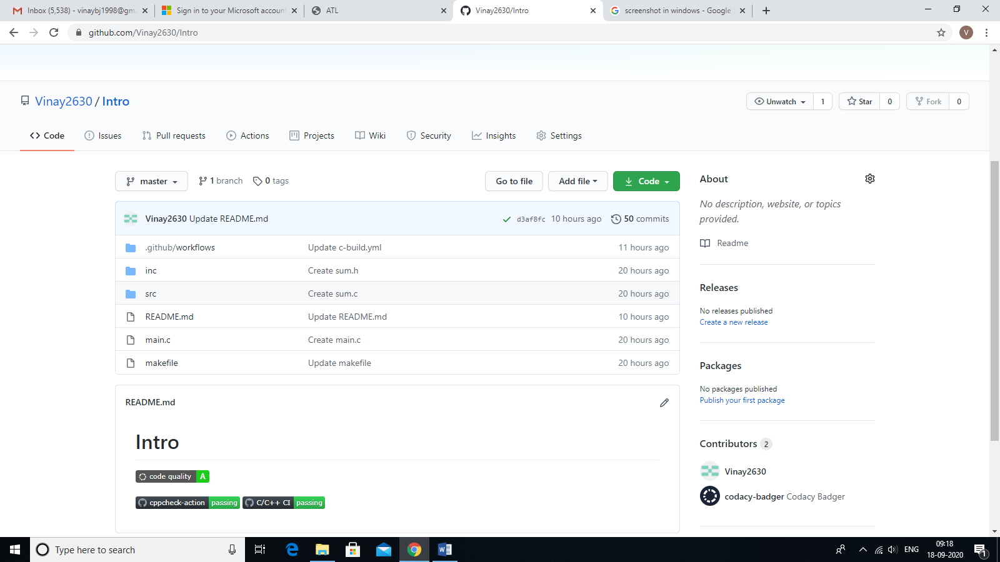 Inbox (5,538) - vinaybj1998@gma
Sign in to your Microsoft account
ATL
Vinay2630/Intro
screenshot in windows - Google
github.com/Vinay2630/Intro
V
Vinay2630 / Intro
Unwatch 1
Star 0
Fork 0
Code
Issues
Pull requests
Actions
Projects
Wiki
Security
Insights
Settings
master
1 branch
0 tags
Go to file
Add file
Code
Vinay2630 Update README.md d3af8fc 10 hours ago 50 commits
.github/workflows Update c-build.yml 11 hours ago
inc Create sum.h 20 hours ago
src Create sum.c 20 hours ago
README.md Update README.md 10 hours ago
main.c Create main.c 20 hours ago
makefile Update makefile 20 hours ago
README.md
Intro
code quality A
cppcheck-action passing C/C++ CI passing
About
No description, website, or topics
provided.
Readme
Releases
No releases published
Create a new release
Packages
No packages published
Publish your first package
Contributors 2
Vinay2630
codacy-badger Codacy Badger
Type here to search
ENG
09:18
18-09-2020
1